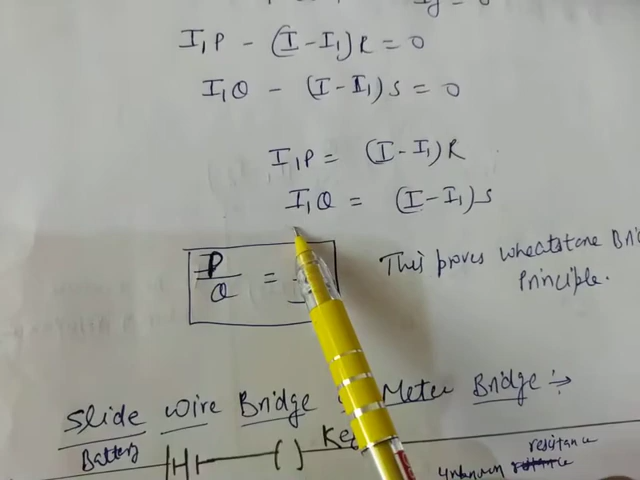 I₁P - (I-I₁)R = 0
I₁Q - (I-I₁)S = 0
I₁P = (I-I₁)R
I₁Q = (I-I₁)S
P/Q =
This proves wheatstone
Principle.
Slide wire Bridge Meter Bridge :-
Battery
( )
resistance
unknown